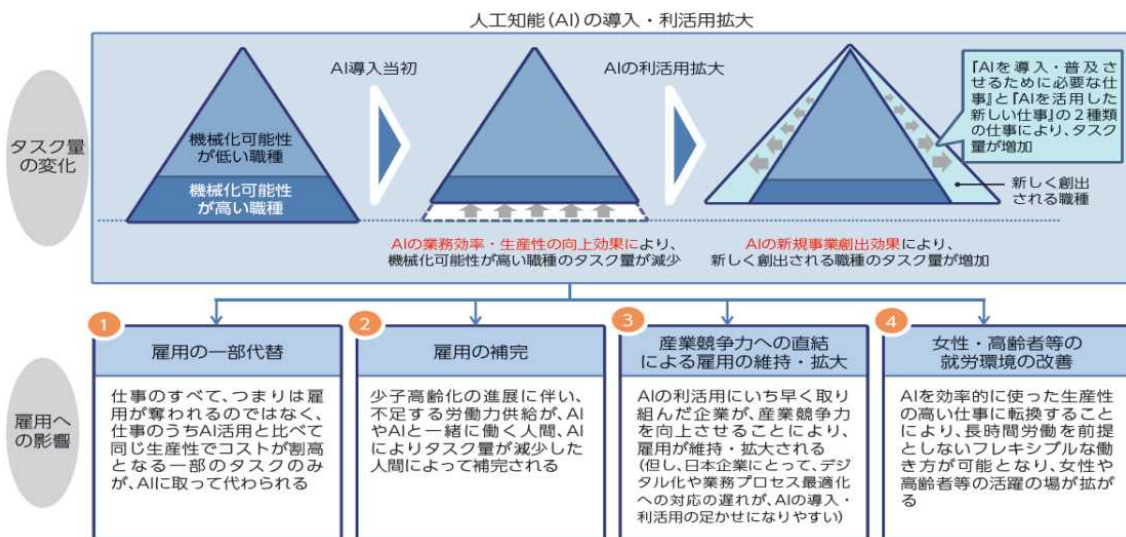 人工知能(AI)の導入・利活用拡大
タスク量
の変化
AI導入当初
AIの利活用拡大
機械化可能性
が低い職種
機械化可能性
が高い職種
『AIを導入・普及さ
せるために必要な仕
事』と『AIを活用した
新しい仕事』の2種類
の仕事により、タスク
量が増加
新しく創出
される職種
AIの業務効率・生産性の向上効果により、
機械化可能性が高い職種のタスク量が減少
AIの新規事業創出効果により、
新しく創出される職種のタスク量が増加
雇用へ
の影響
1
雇用の一部代替
仕事のすべて、つまりは雇
用が奪われるのではなく、
仕事のうちAI活用と比べて
同じ生産性でコストが割高
となる一部のタスクのみ
が、AIに取って代わられる
2
雇用の補完
少子高齢化の進展に伴い、
不足する労働力供給が、AI
やAIと一緒に働く人間、AI
によりタスク量が減少した
人間によって補完される
3
産業競争力への直結
による雇用の維持・拡大
AIの利活用にいち早く取り
組んだ企業が、産業競争力
を向上させることにより、
雇用が維持・拡大される
(但し、日本企業にとって、デジ
タル化や業務プロセス最適化
への対応の遅れが、AIの導入・
利活用の足かせになりやすい)
4
女性・高齢者等の
就労環境の改善
AIを効率的に使った生産性
の高い仕事に転換すること
により、長時間労働を前提
としないフレキシブルな働
き方が可能となり、女性や
高齢者等の活躍の場が拡が
る